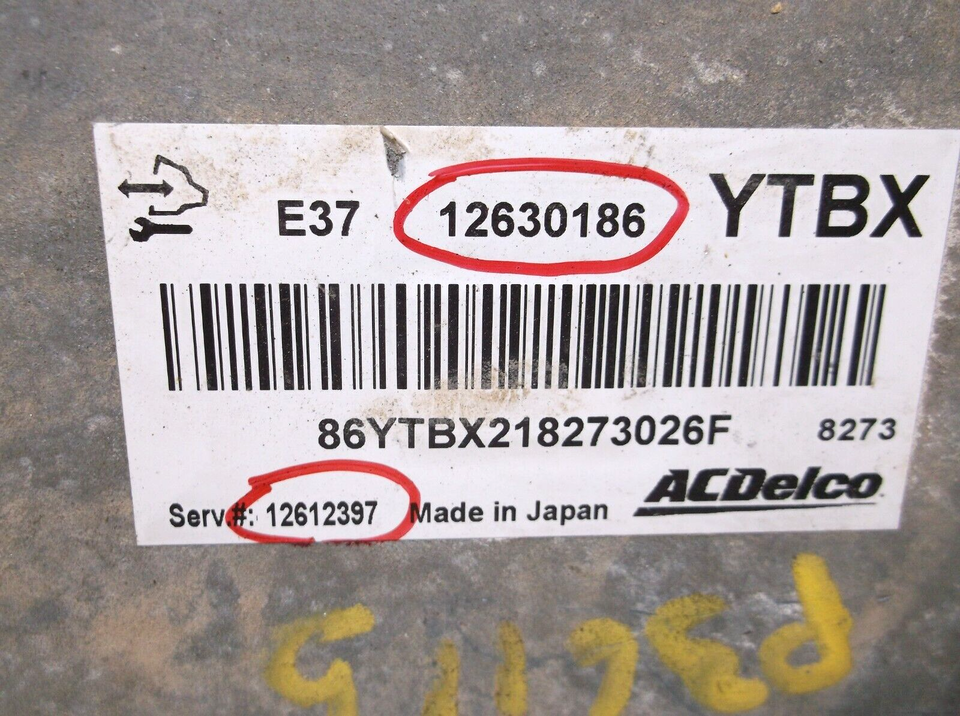 E37 12630186 YTBX
86YTBX218273026F 8273
Serv.#: 12612397 Made in Japan ACDelco